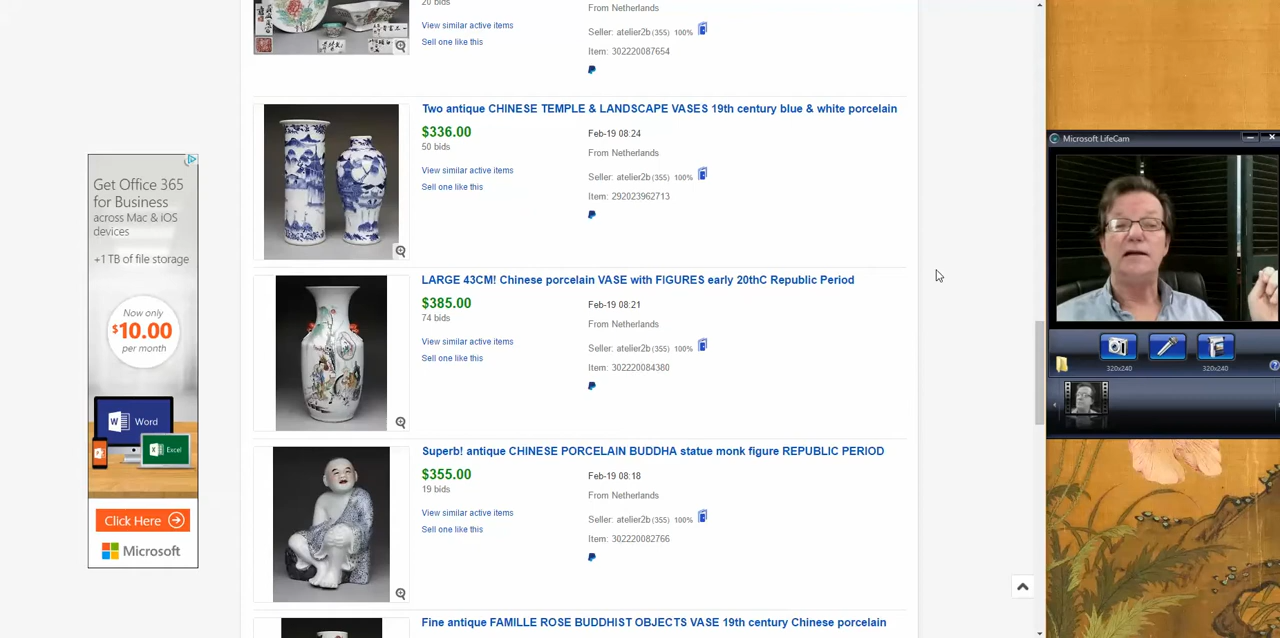 20 bids
From Netherlands
View similar active items
Seller: atelier2b (355) 100%
Sell one like this
Item: 302220087654
Two antique CHINESE TEMPLE & LANDSCAPE VASES 19th century blue & white porcelain
$336.00
Feb-19 08:24
50 bids
From Netherlands
View similar active items
Seller: atelier2b (355) 100%
Sell one like this
Item: 292023962713
LARGE 43CM! Chinese porcelain VASE with FIGURES early 20thC Republic Period
$385.00
Feb-19 08:21
74 bids
From Netherlands
View similar active items
Seller: atelier2b (355) 100%
Sell one like this
Item: 302220084380
Superb! antique CHINESE PORCELAIN BUDDHA statue monk figure REPUBLIC PERIOD
$355.00
Feb-19 08:18
19 bids
From Netherlands
View similar active items
Seller: atelier2b (355) 100%
Sell one like this
Item: 302220082766
Fine antique FAMILLE ROSE BUDDHIST OBJECTS VASE 19th century Chinese porcelain
Get Office 365
for Business
across Mac & iOS
devices
+1 TB of file storage
Now only
$10.00
per month
Word
Excel
Click Here
Microsoft
Microsoft LifeCam
320x240
320x240